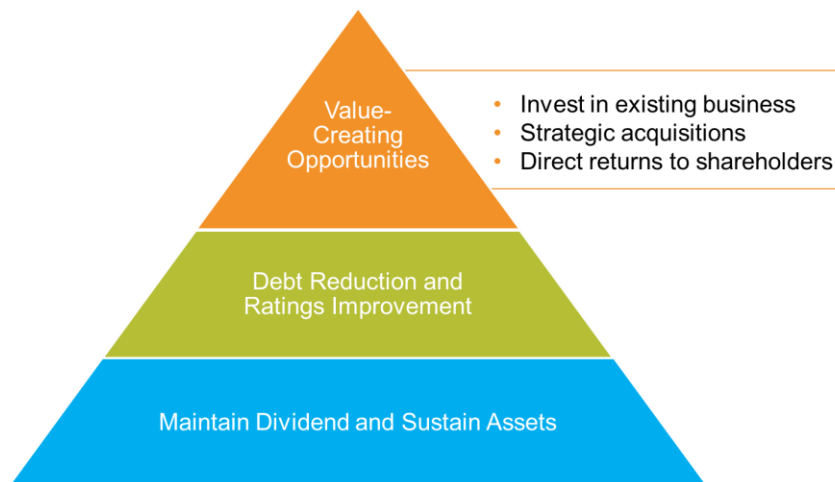 Value-
Creating
Opportunities
• Invest in existing business
• Strategic acquisitions
• Direct returns to shareholders
Debt Reduction and
Ratings Improvement
Maintain Dividend and Sustain Assets